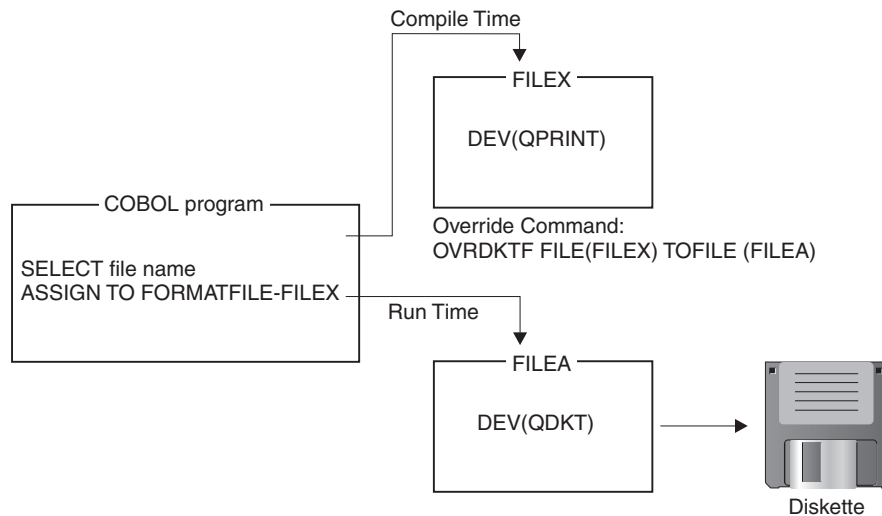 Compile Time
FILEX
DEV(QPRINT)
COBOL program
Override Command:
OVRDKTF FILE(FILEX) TOFILE (FILEA)
SELECT file name
ASSIGN TO FORMATFILE-FILEX
Run Time
FILEA
DEV(QDKT)
Diskette